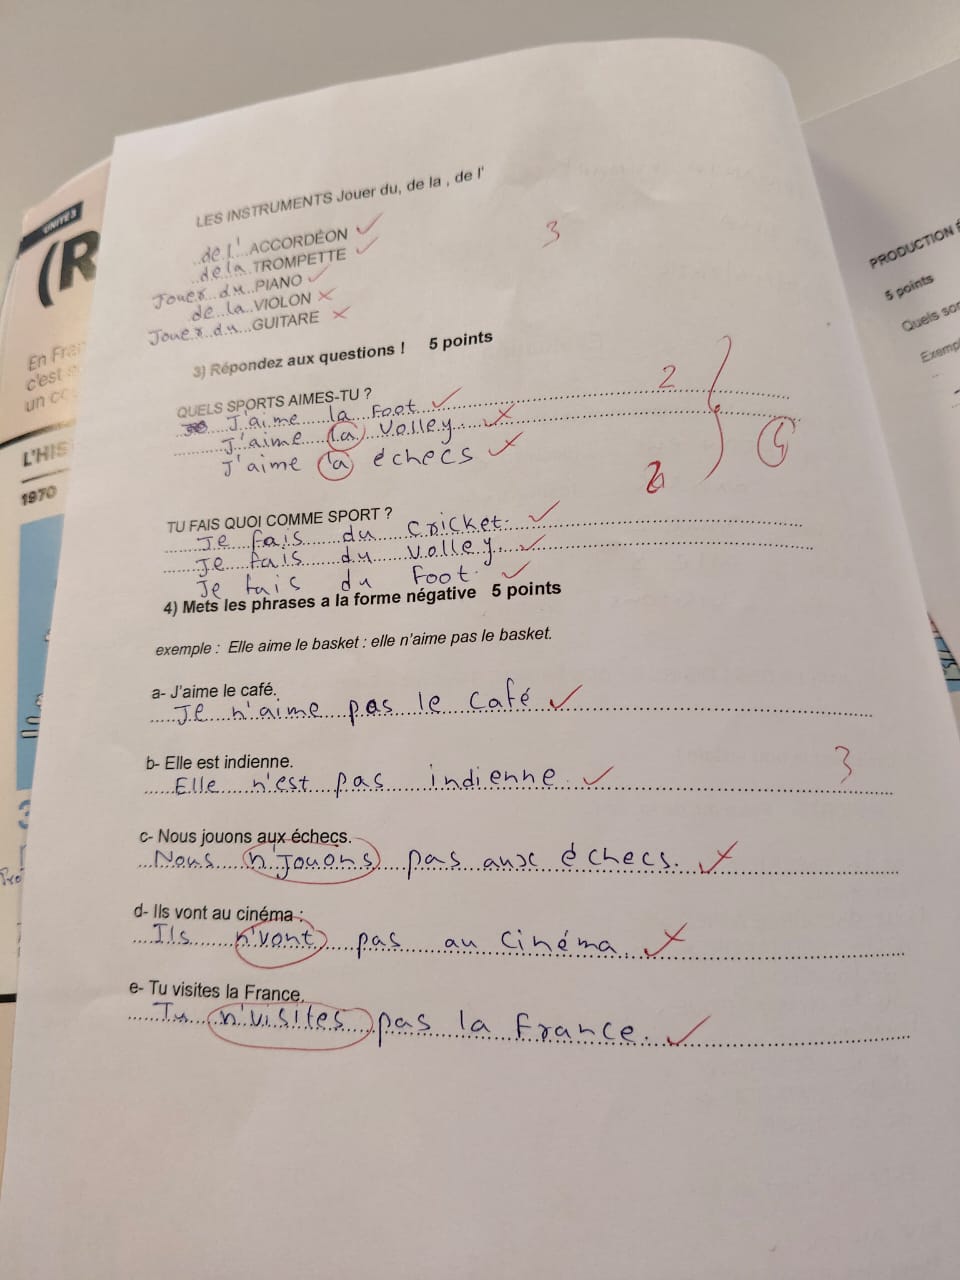 UNITÉ 3
(R
En Fran
c'est
un co
L'HIS
1970
LES INSTRUMENTS Jouer du, de la , de l'
3
..de l'...ACCORDÉON
..de la..TROMPETTE
Jouer..du..PIANO
de la..VIOLON
Jouer du...GUITARE
3) Répondez aux questions ! 5 points
QUELS SPORTS AIMES-TU ?
J'aime la Foot
2
J'aime la Volley
4
J'aime la échecs
2
TU FAIS QUOI COMME SPORT ?
Je fais du cricket.
Je fais du volley.
Je fais du Foot.
4) Mets les phrases a la forme négative 5 points
exemple : Elle aime le basket : elle n'aime pas le basket.
a- J'aime le café.
Je n'aime pas le café
b- Elle est indienne.
Elle n'est pas indienne.
3
c- Nous jouons aux échecs.
Nous n'jouons pas aux échecs.
d- Ils vont au cinéma :
Ils n'vont pas au cinéma.
e- Tu visites la France.
Tu n'visites pas la France.
PRODUCTION É
5 points
Quels sor
Exempl